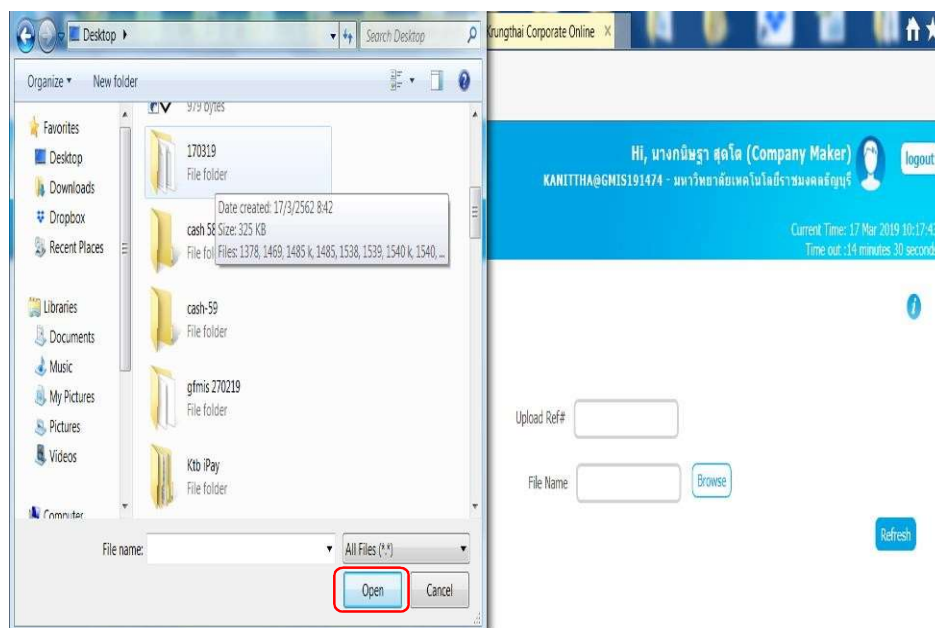 Desktop
Search Desktop
Krungthai Corporate Online ×
Organize
New folder
979 bytes
Favorites
Desktop
Downloads
Dropbox
Recent Places
Libraries
Documents
Music
My Pictures
Pictures
Videos
Computer
170319
File folder
Date created: 17/3/2562 8:42
cash 58
Size: 325 KB
File fol
Files: 1378, 1469, 1485 k, 1485, 1538, 1539, 1540 k, 1540, ...
cash-59
File folder
gfmis 270219
File folder
Ktb iPay
File folder
File name:
All Files (*.*)
Open
Cancel
Hi, นางกนิษฐา สุดโต (Company Maker)
logout
KANITTHA@GMIS191474 - มหาวิทยาลัยเทคโนโลยีราชมงคลธัญบุรี
Current Time: 17 Mar 2019 10:17:4
Time out :14 minutes 30 seconds
Upload Ref#
File Name
Browse
Refresh